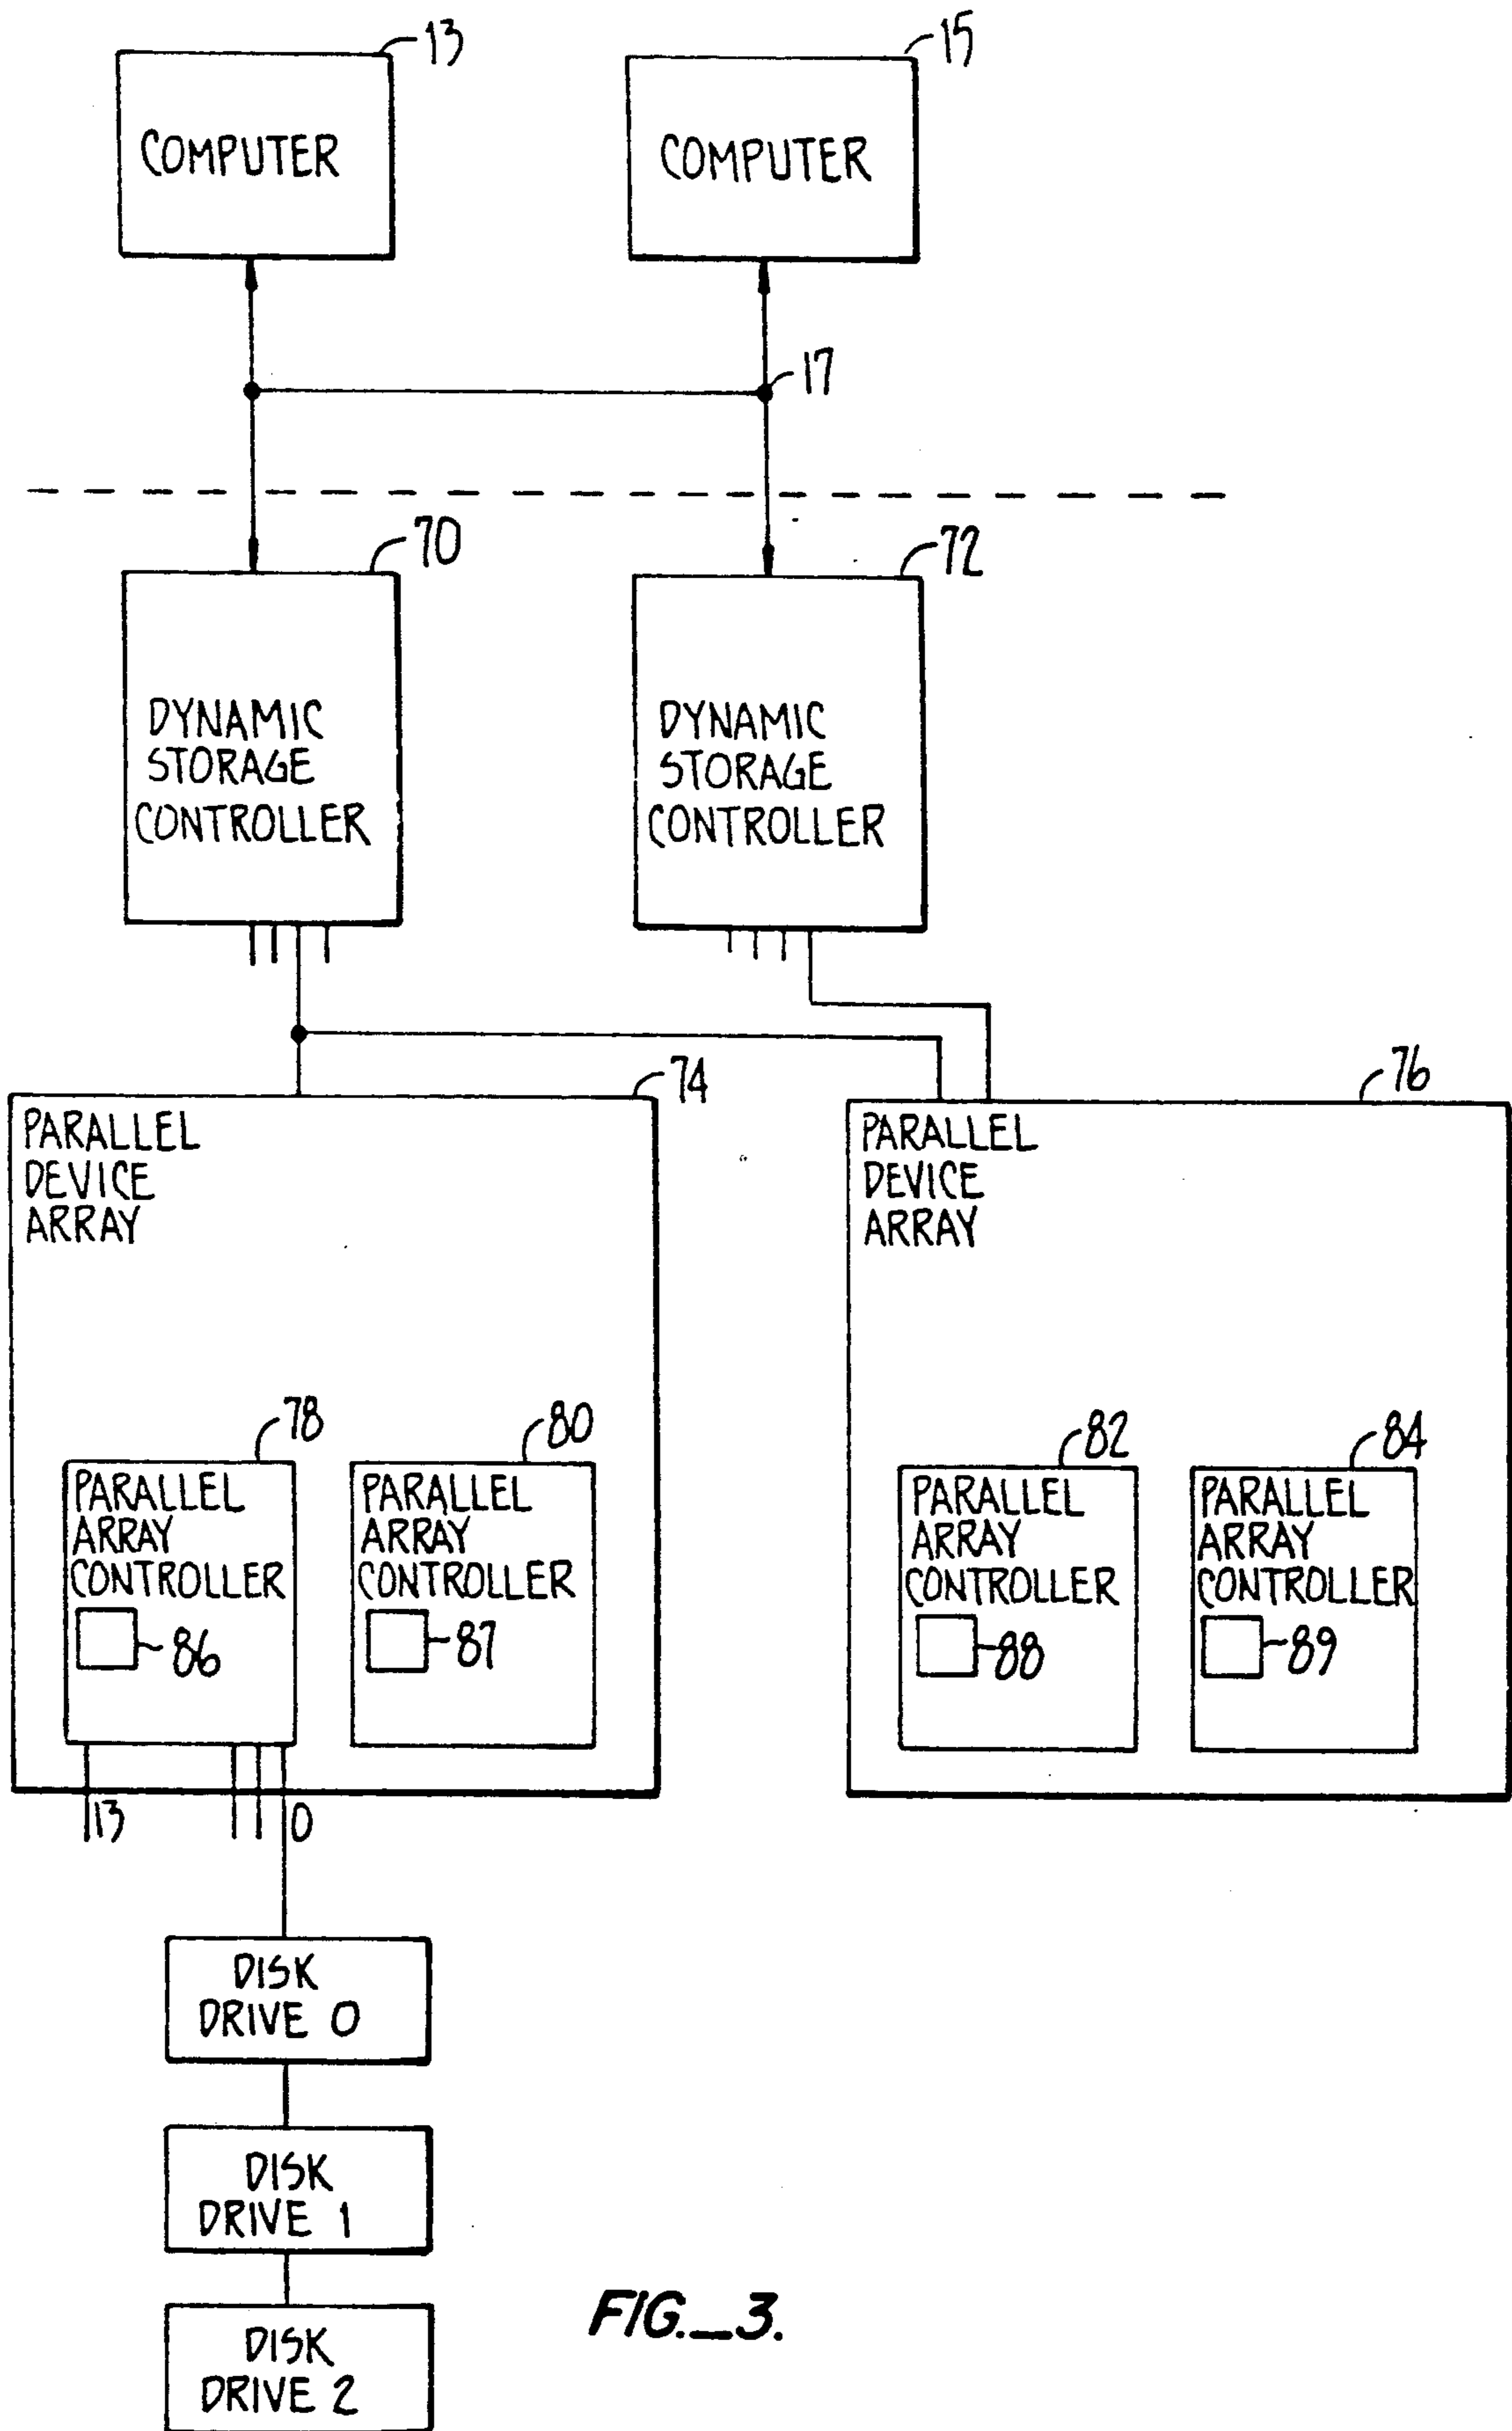 13
15
COMPUTER
COMPUTER
17
70
72
DYNAMIC
STORAGE
CONTROLLER
DYNAMIC
STORAGE
CONTROLLER
74
76
PARALLEL
DEVICE
ARRAY
PARALLEL
DEVICE
ARRAY
78
80
82
84
PARALLEL
ARRAY
CONTROLLER
86
PARALLEL
ARRAY
CONTROLLER
87
PARALLEL
ARRAY
CONTROLLER
88
PARALLEL
ARRAY
CONTROLLER
89
13
0
DISK
DRIVE 0
DISK
DRIVE 1
DISK
DRIVE 2
FIG._3.